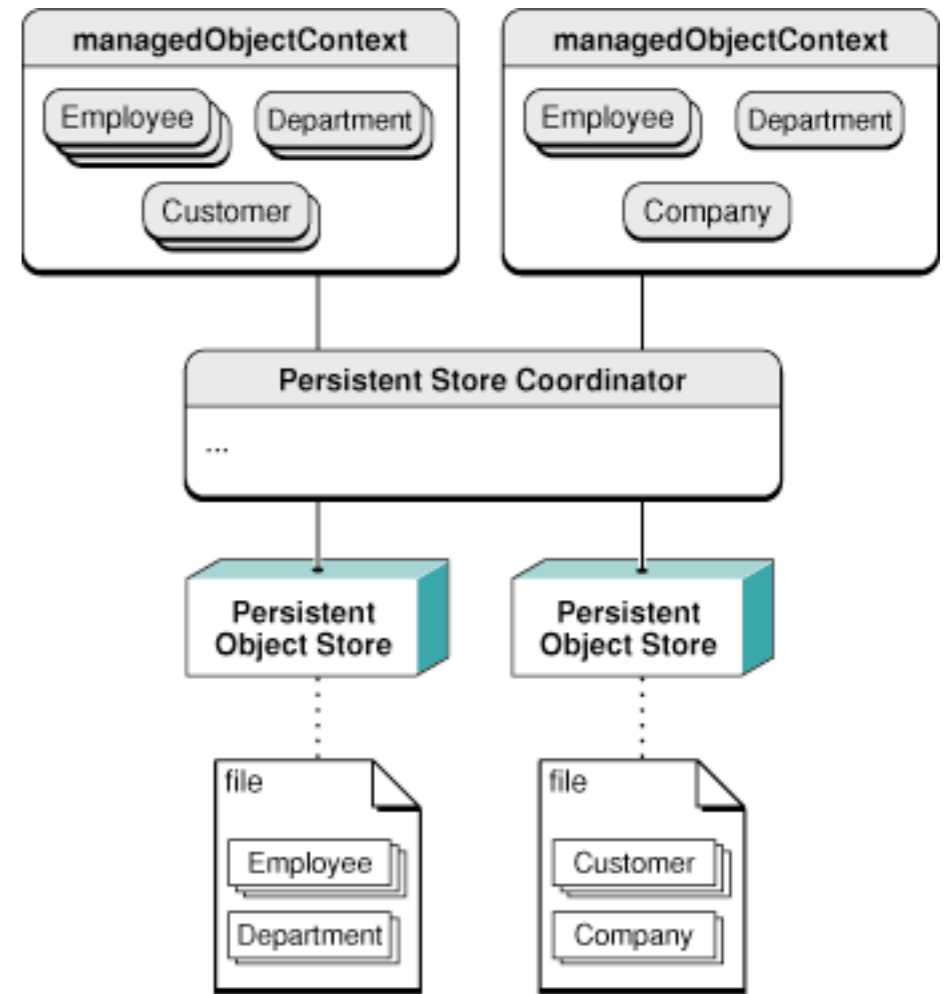 managedObjectContext
Employee
Department
Customer
managedObjectContext
Employee
Department
Company
Persistent Store Coordinator
...
Persistent
Object Store
Persistent
Object Store
file
Employee
Department
file
Customer
Company